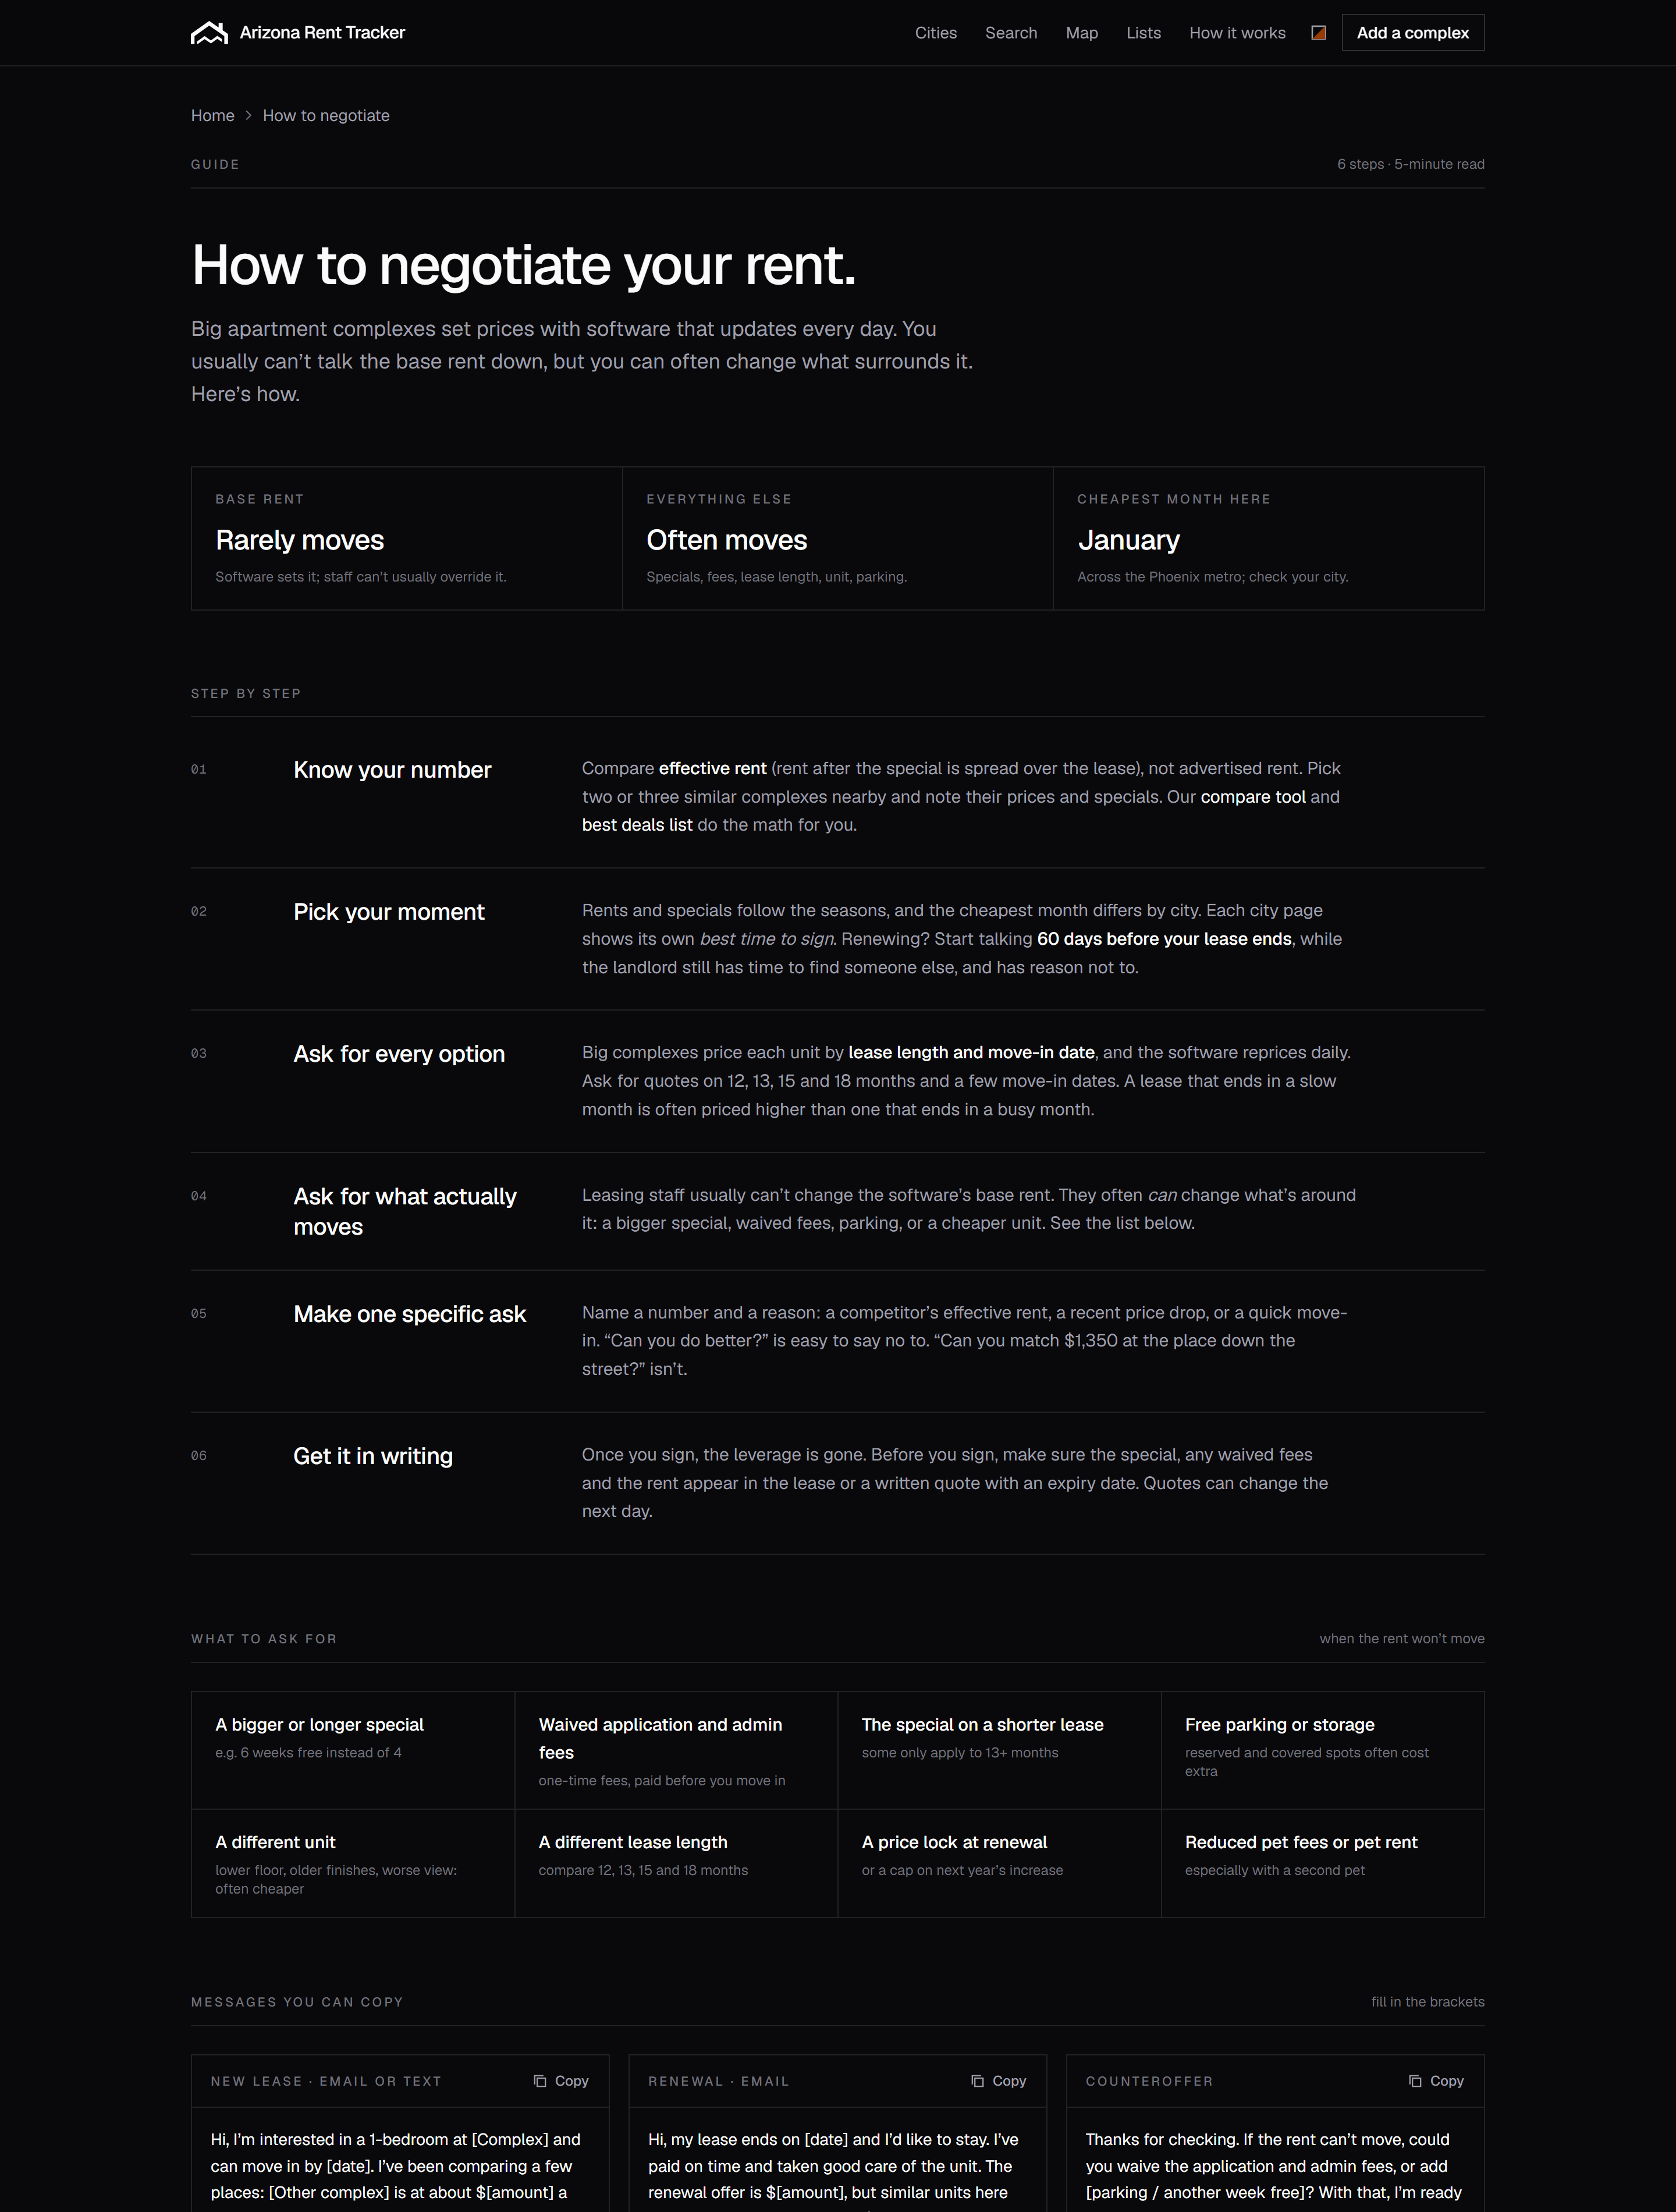 Arizona Rent Tracker
Cities
Search
Map
Lists
How it works
Add a complex
Home
How to negotiate
GUIDE
6 steps · 5-minute read
How to negotiate your rent.
Big apartment complexes set prices with software that updates every day. You
usually can’t talk the base rent down, but you can often change what surrounds it.
Here’s how.
BASE RENT
Rarely moves
Software sets it; staff can’t usually override it.
EVERYTHING ELSE
Often moves
Specials, fees, lease length, unit, parking.
CHEAPEST MONTH HERE
January
Across the Phoenix metro; check your city.
STEP BY STEP
01
Know your number
Compare effective rent (rent after the special is spread over the lease), not advertised rent. Pick
two or three similar complexes nearby and note their prices and specials. Our compare tool and
best deals list do the math for you.
02
Pick your moment
Rents and specials follow the seasons, and the cheapest month differs by city. Each city page
shows its own best time to sign. Renewing? Start talking 60 days before your lease ends, while
the landlord still has time to find someone else, and has reason not to.
03
Ask for every option
Big complexes price each unit by lease length and move-in date, and the software reprices daily.
Ask for quotes on 12, 13, 15 and 18 months and a few move-in dates. A lease that ends in a slow
month is often priced higher than one that ends in a busy month.
04
Ask for what actually
moves
Leasing staff usually can’t change the software’s base rent. They often can change what’s around
it: a bigger special, waived fees, parking, or a cheaper unit. See the list below.
05
Make one specific ask
Name a number and a reason: a competitor’s effective rent, a recent price drop, or a quick move-
in. “Can you do better?” is easy to say no to. “Can you match $1,350 at the place down the
street?” isn’t.
06
Get it in writing
Once you sign, the leverage is gone. Before you sign, make sure the special, any waived fees
and the rent appear in the lease or a written quote with an expiry date. Quotes can change the
next day.
WHAT TO ASK FOR
when the rent won’t move
A bigger or longer special
e.g. 6 weeks free instead of 4
Waived application and admin
fees
one-time fees, paid before you move in
The special on a shorter lease
some only apply to 13+ months
Free parking or storage
reserved and covered spots often cost
extra
A different unit
lower floor, older finishes, worse view:
often cheaper
A different lease length
compare 12, 13, 15 and 18 months
A price lock at renewal
or a cap on next year’s increase
Reduced pet fees or pet rent
especially with a second pet
MESSAGES YOU CAN COPY
fill in the brackets
NEW LEASE · EMAIL OR TEXT
Copy
Hi, I’m interested in a 1-bedroom at [Complex] and
can move in by [date]. I’ve been comparing a few
places: [Other complex] is at about $[amount] a
RENEWAL · EMAIL
Copy
Hi, my lease ends on [date] and I’d like to stay. I’ve
paid on time and taken good care of the unit. The
renewal offer is $[amount], but similar units here
COUNTEROFFER
Copy
Thanks for checking. If the rent can’t move, could
you waive the application and admin fees, or add
[parking / another week free]? With that, I’m ready